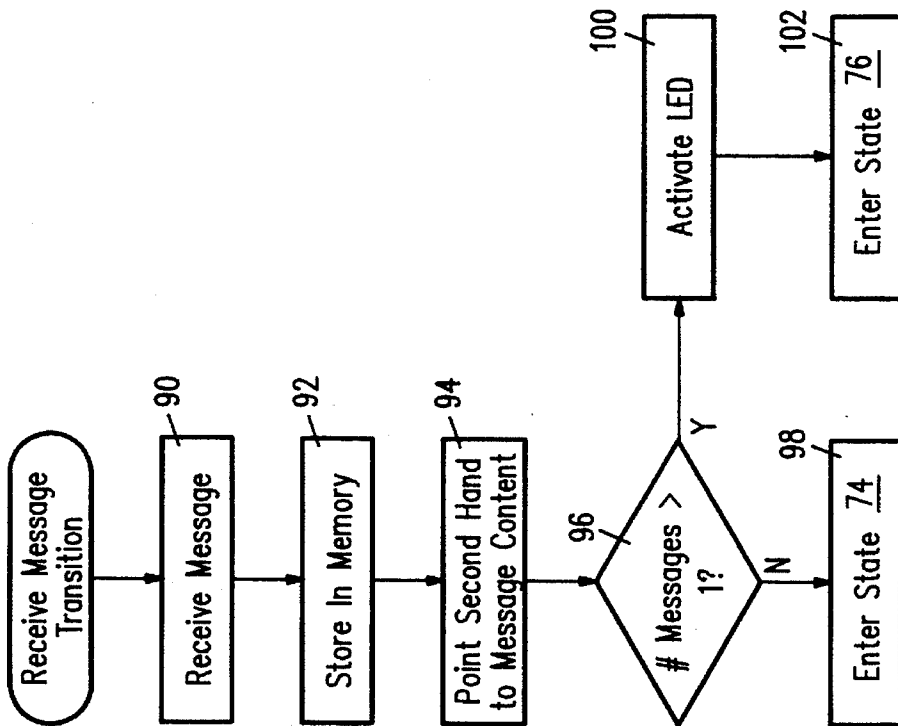 Receive Message
Transition
90
Receive Message
92
Store In Memory
94
Point Second Hand
to Message Content
96
# Messages >
1?
Y
N
98
Enter State 74
100
Activate LED
102
Enter State 76